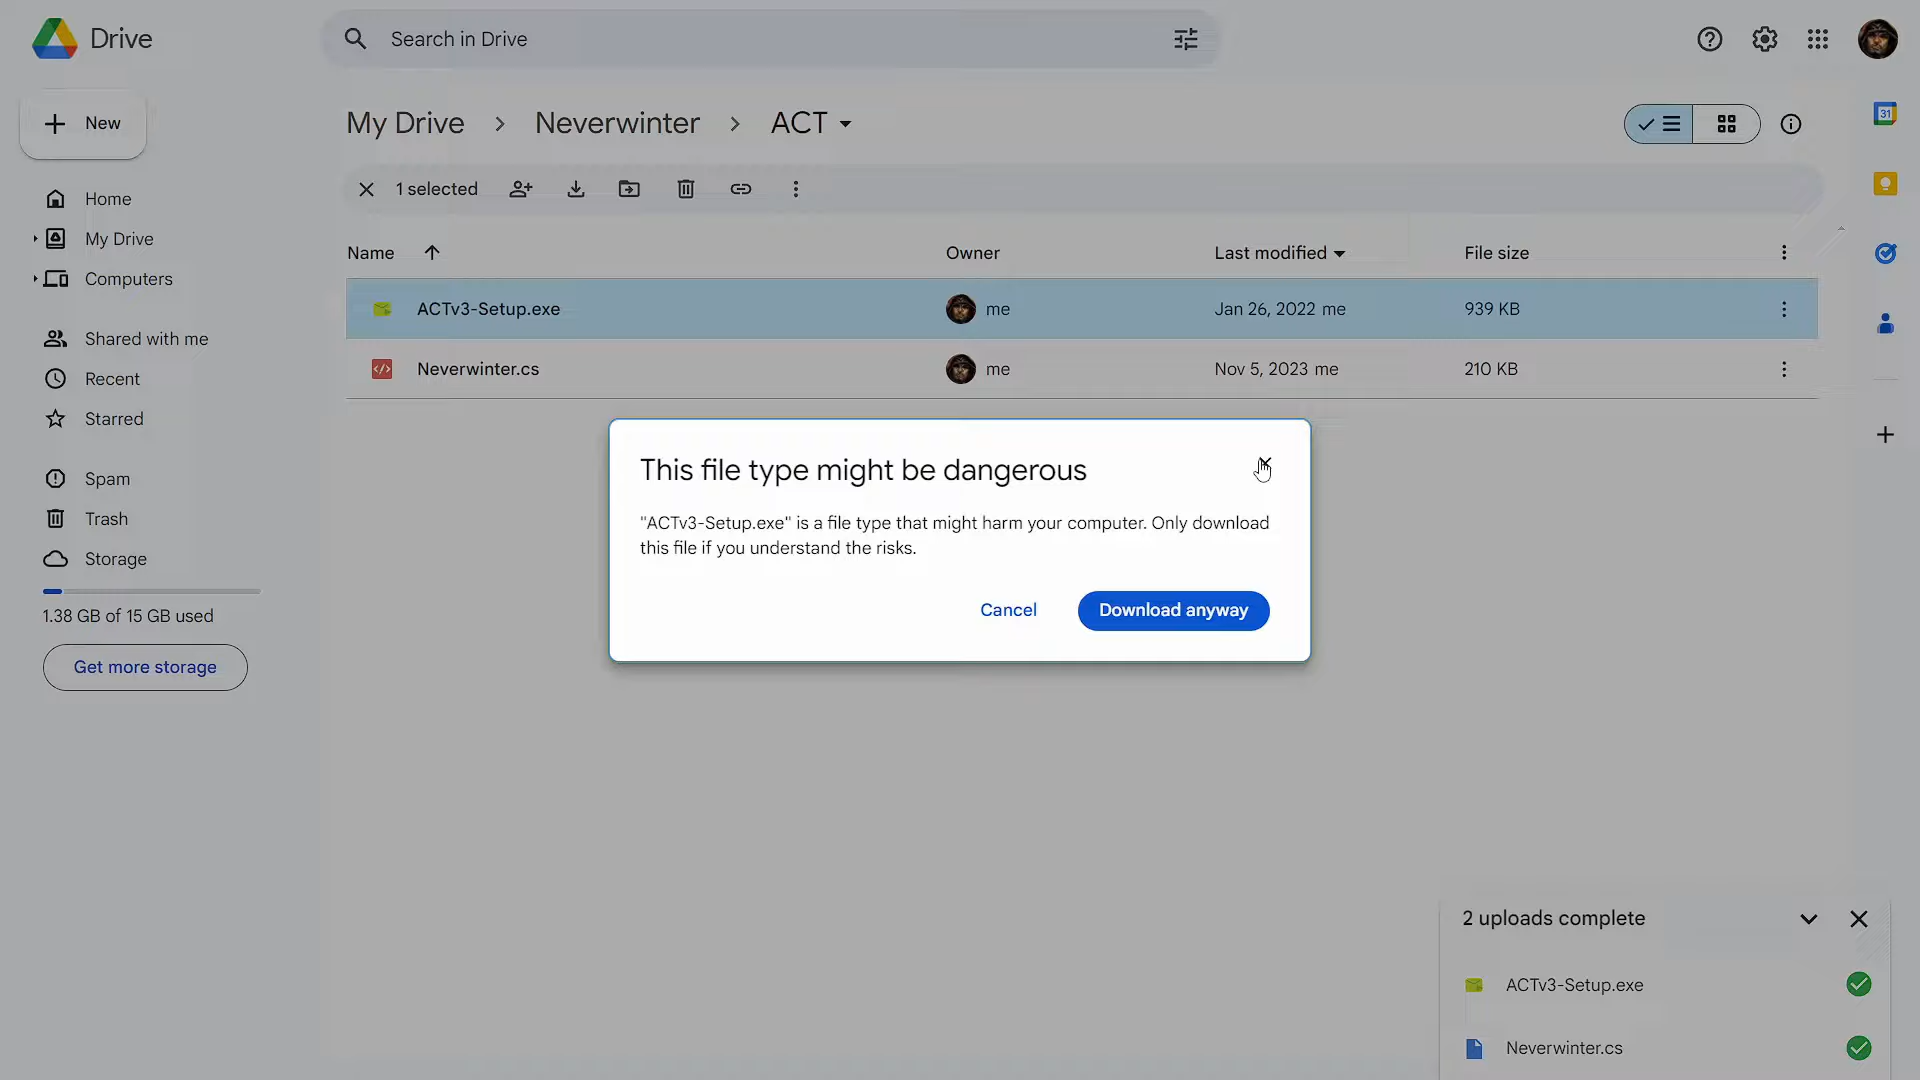 Drive
Search in Drive
New
My Drive
Neverwinter
ACT
1 selected
Home
My Drive
Computers
Shared with me
Recent
Starred
Spam
Trash
Storage
1.38 GB of 15 GB used
Get more storage
Name
Owner
Last modified
File size
ACTv3-Setup.exe
me
Jan 26, 2022 me
939 KB
Neverwinter.cs
me
Nov 5, 2023 me
210 KB
This file type might be dangerous
"ACTv3-Setup.exe" is a file type that might harm your computer. Only download
this file if you understand the risks.
Cancel
Download anyway
31
2 uploads complete
ACTv3-Setup.exe
Neverwinter.cs